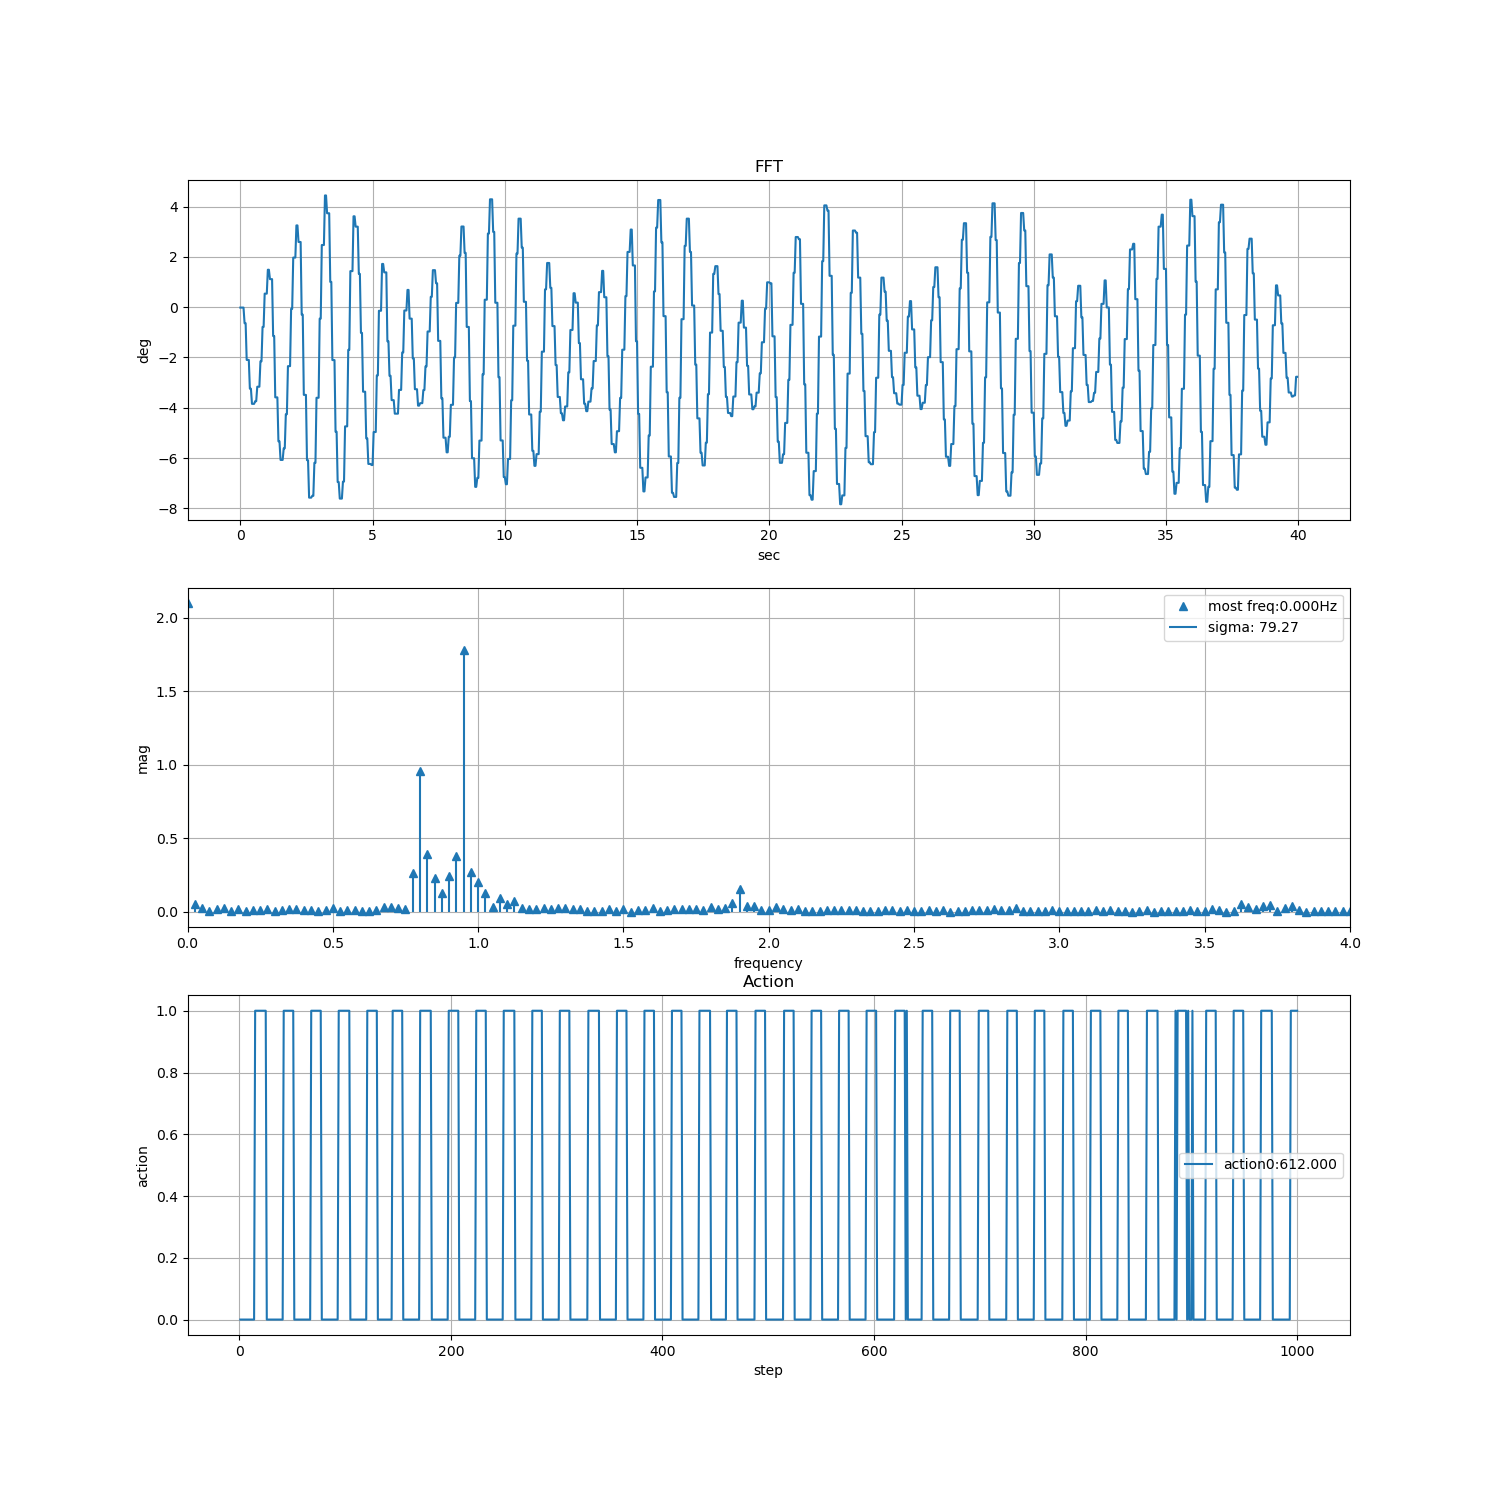 FFT
4
2
0
−2
−4
−6
−8
deg
0 5 10 15 20 25 30 35 40
sec
most freq:0.000Hz
sigma: 79.27
2.0
1.5
1.0
0.5
0.0
mag
0.0 0.5 1.0 1.5 2.0 2.5 3.0 3.5 4.0
frequency
Action
1.0
0.8
0.6
0.4
0.2
0.0
action
action0:612.000
0 200 400 600 800 1000
step